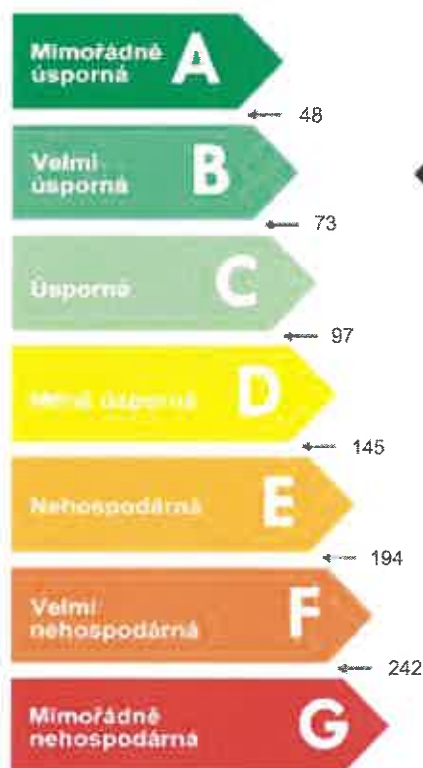 Mimořádně
úsporná
A
48
Velmi
úsporná
B
73
Úsporná
C
97
Méně úsporná
D
145
Nehospodárná
E
194
Velmi
nehospodárná
F
242
Mimořádně
nehospodárná
G